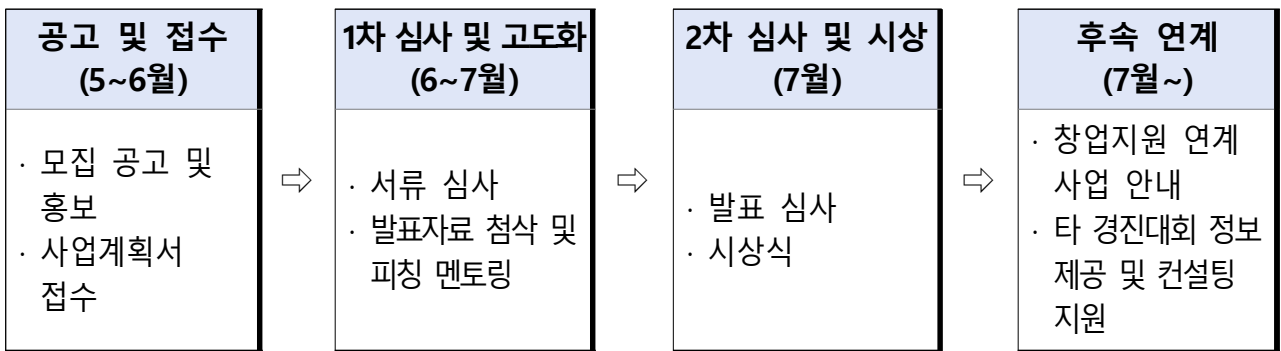 공고 및 접수
(5~6월)
· 모집 공고 및
홍보
· 사업계획서
접수
⇨
1차 심사 및 고도화
(6~7월)
· 서류 심사
· 발표자료 첨삭 및
피칭 멘토링
⇨
2차 심사 및 시상
(7월)
· 발표 심사
· 시상식
⇨
후속 연계
(7월~)
· 창업지원 연계
사업 안내
· 타 경진대회 정보
제공 및 컨설팅
지원